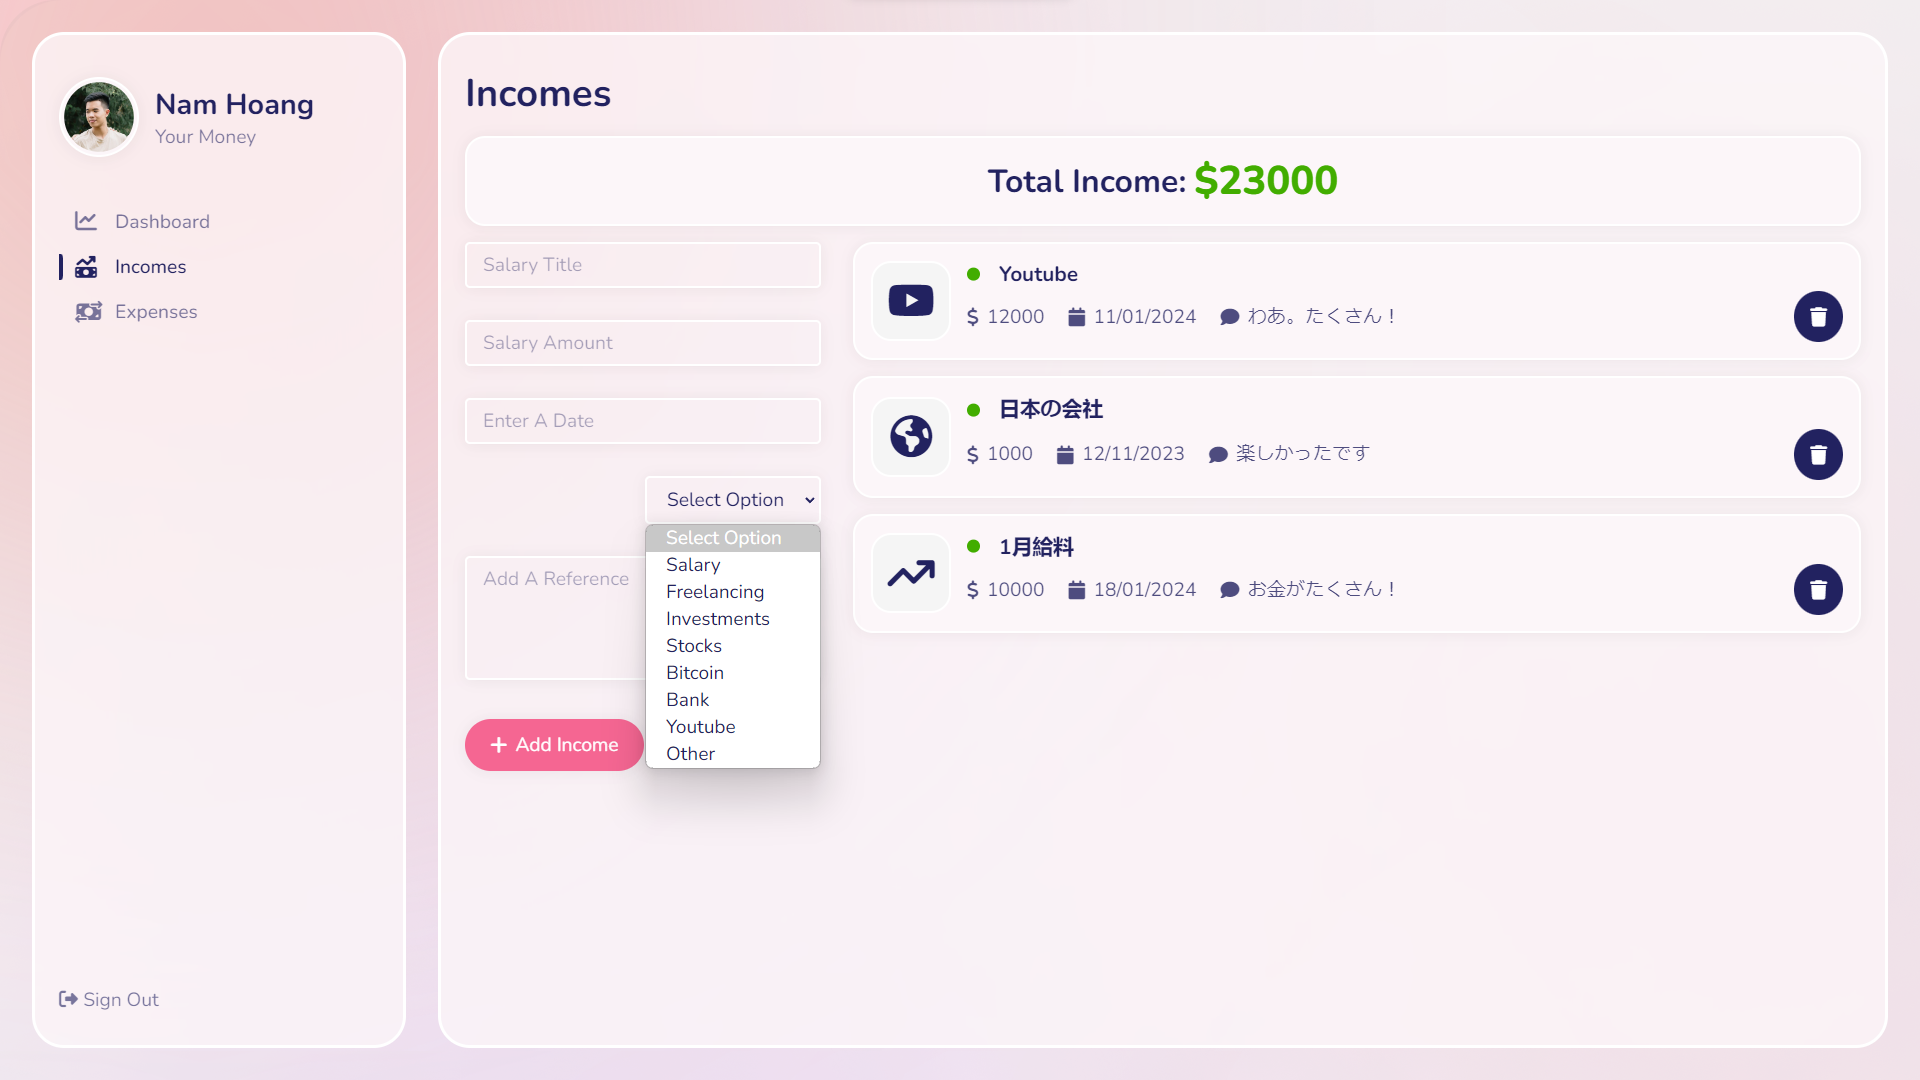 Nam Hoang
Your Money
Dashboard
Incomes
Expenses
Sign Out
Incomes
Total Income: $23000
Salary Title
Salary Amount
Enter A Date
Select Option
Select Option
Salary
Freelancing
Investments
Stocks
Bitcoin
Bank
Youtube
Other
Add A Reference
+ Add Income
Youtube
$ 12000 11/01/2024 わあ。たくさん！
日本の会社
$ 1000 12/11/2023 楽しかったです
1月給料
$ 10000 18/01/2024 お金がたくさん！